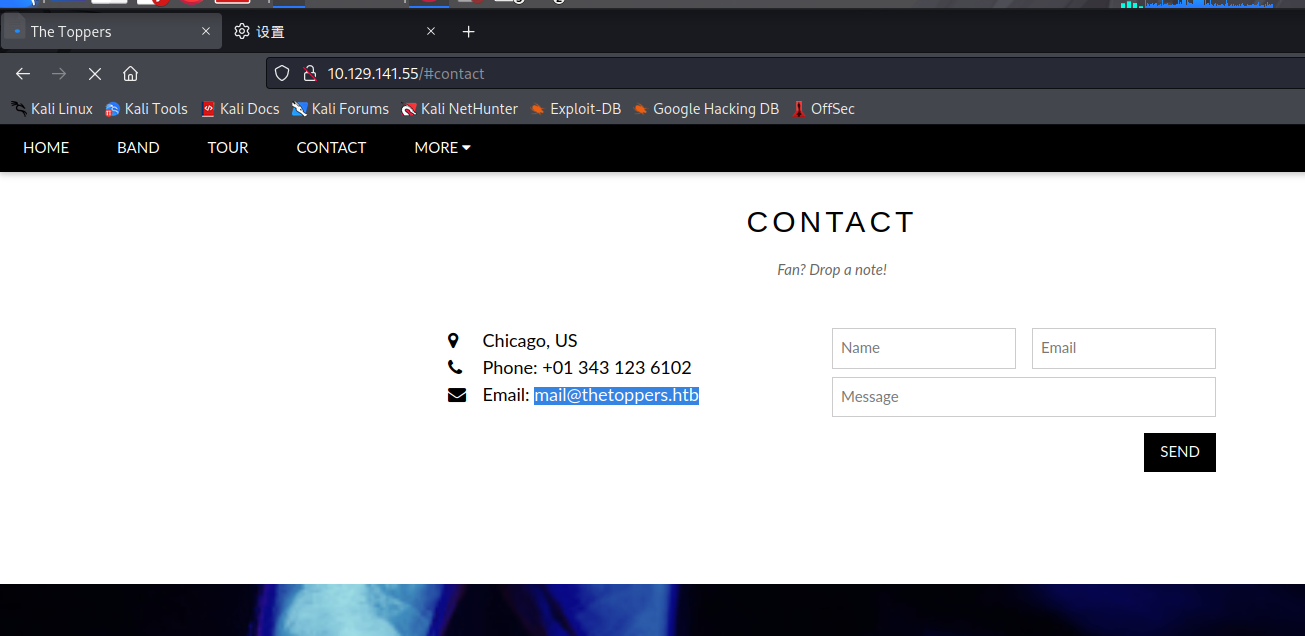 The Toppers
设置
10.129.141.55/#contact
Kali Linux Kali Tools Kali Docs Kali Forums Kali NetHunter Exploit-DB Google Hacking DB OffSec
HOME BAND TOUR CONTACT MORE
CONTACT
Fan? Drop a note!
Chicago, US
Phone: +01 343 123 6102
Email: mail@thetoppers.htb
Name Email
Message
SEND